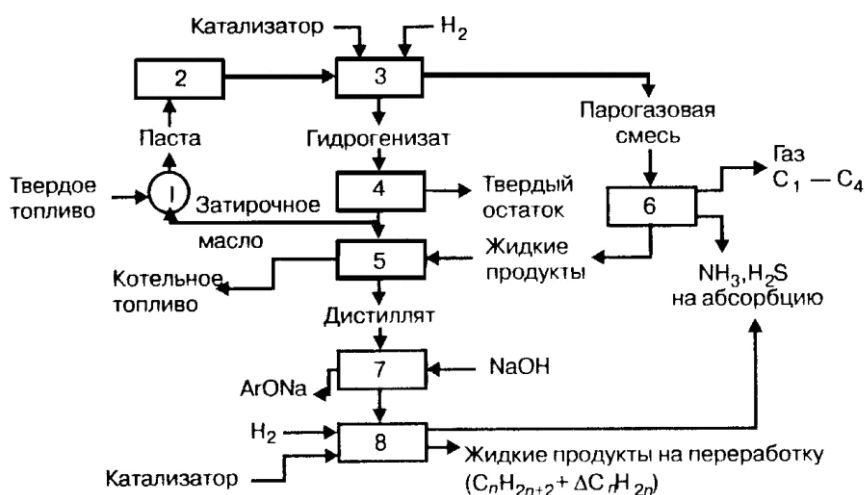 Катализатор
H₂
2
3
Парогазовая
смесь
Паста
Гидрогенизат
Газ
C₁ — C₄
Твердое
топливо
1
Затирочное
масло
4
Твердый
остаток
6
5
Жидкие
продукты
Котельное
топливо
NH₃,H₂S
на абсорбцию
Дистиллят
7
NaOH
ArONa
H₂
8
Жидкие продукты на переработку
(CₙH₂ₙ₊₂ + ΔCₙH₂ₙ)
Катализатор